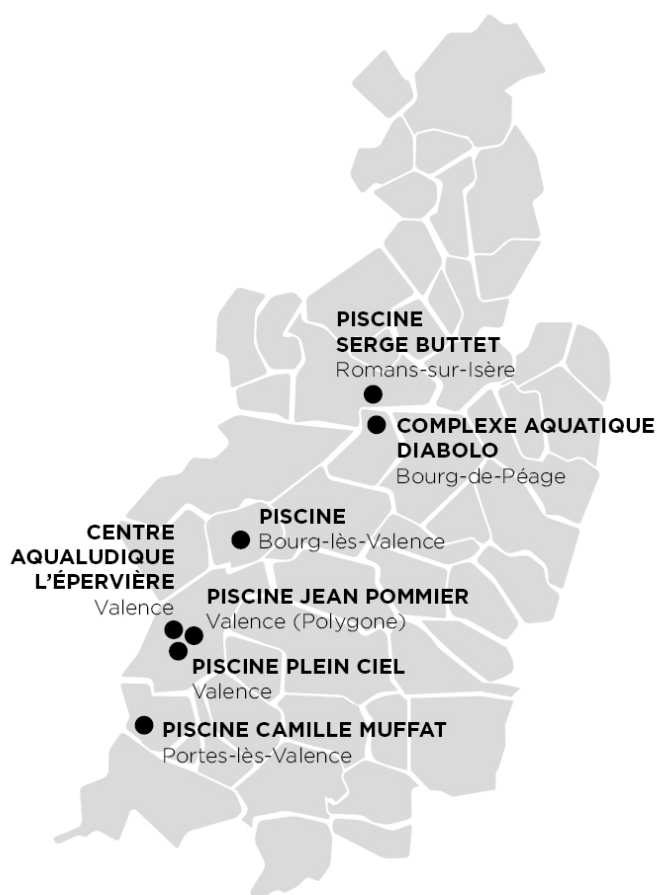 PISCINE
SERGE BUTTET
Romans-sur-Isère
COMPLEXE AQUATIQUE
DIABOLO
Bourg-de-Péage
PISCINE
Bourg-lès-Valence
CENTRE
AQUALUDIQUE
L'ÉPERVIÈRE
Valence
PISCINE JEAN POMMIER
Valence (Polygone)
PISCINE PLEIN CIEL
Valence
PISCINE CAMILLE MUFFAT
Portes-lès-Valence